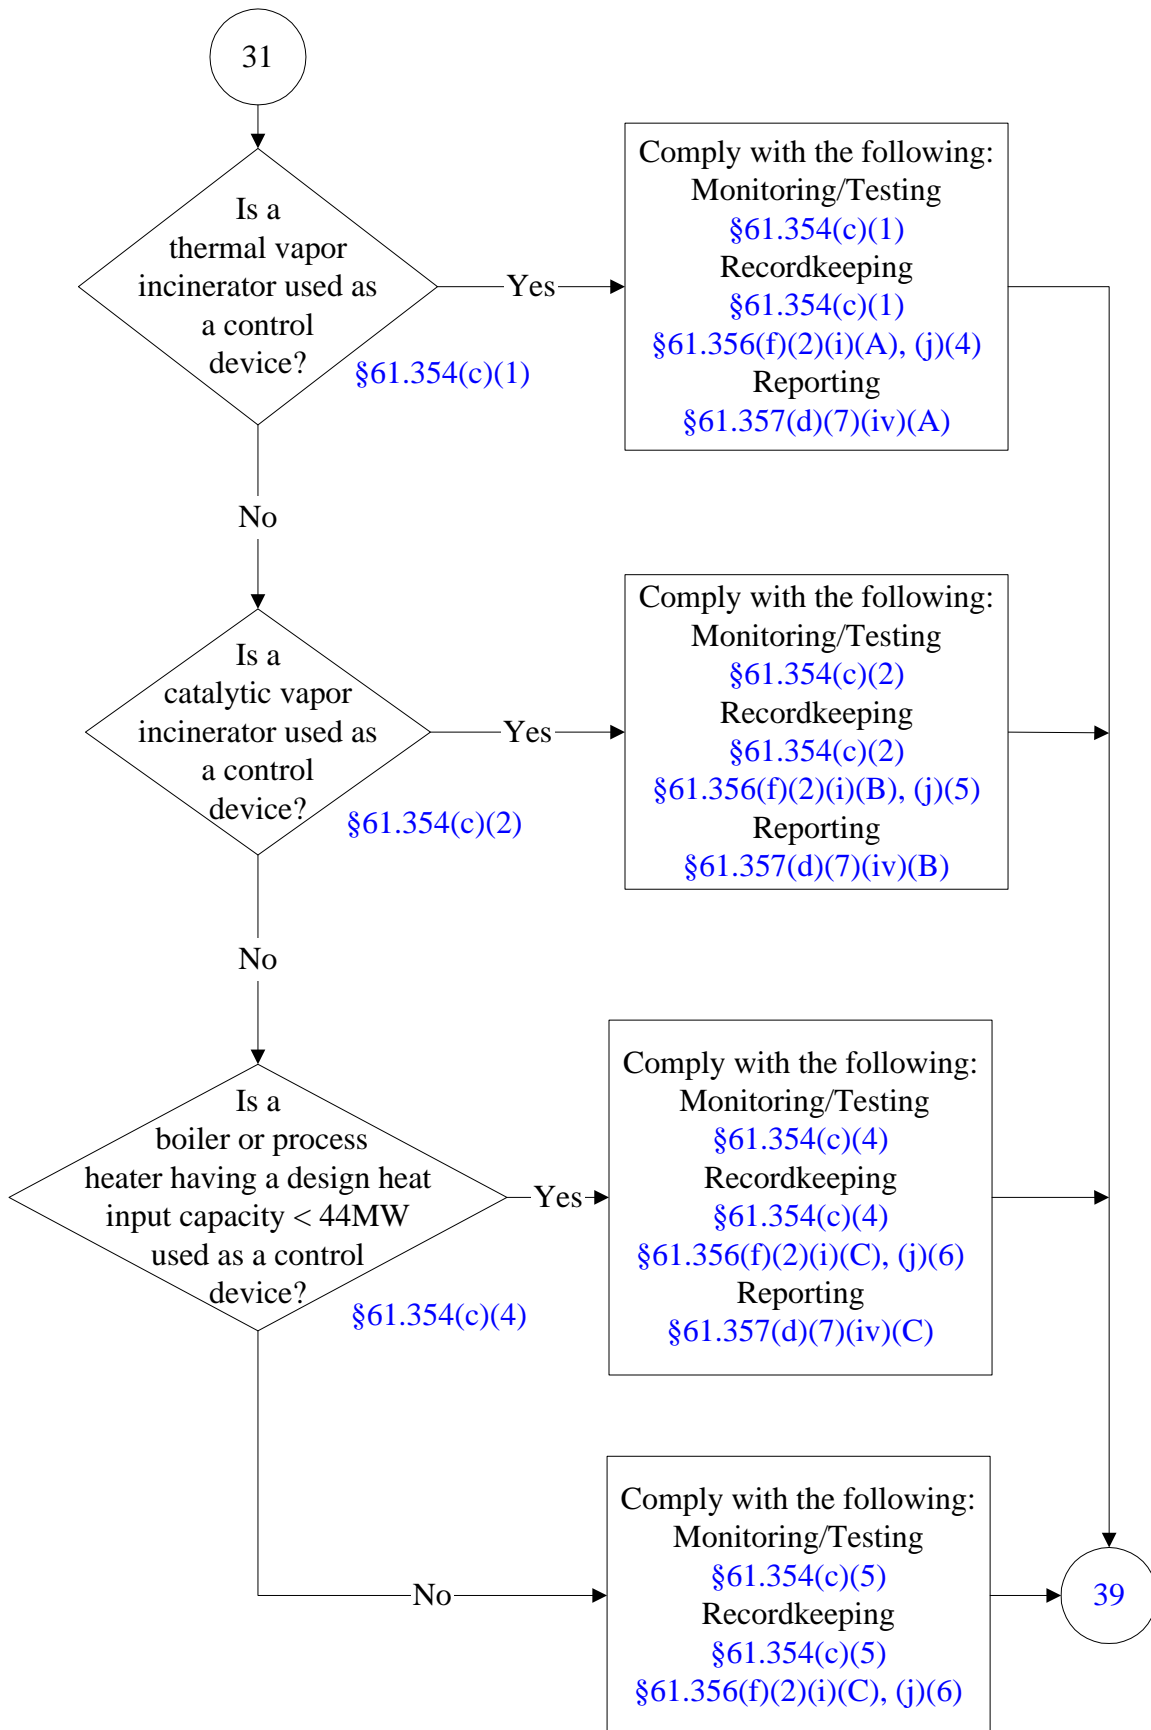 31
Is a
thermal vapor
incinerator used as
a control
device?
§61.354(c)(1)
Yes
Comply with the following:
Monitoring/Testing
§61.354(c)(1)
Recordkeeping
§61.354(c)(1)
§61.356(f)(2)(i)(A), (j)(4)
Reporting
§61.357(d)(7)(iv)(A)
No
Is a
catalytic vapor
incinerator used as
a control
device?
§61.354(c)(2)
Yes
Comply with the following:
Monitoring/Testing
§61.354(c)(2)
Recordkeeping
§61.354(c)(2)
§61.356(f)(2)(i)(B), (j)(5)
Reporting
§61.357(d)(7)(iv)(B)
No
Is a
boiler or process
heater having a design heat
input capacity < 44MW
used as a control
device?
§61.354(c)(4)
Yes
Comply with the following:
Monitoring/Testing
§61.354(c)(4)
Recordkeeping
§61.354(c)(4)
§61.356(f)(2)(i)(C), (j)(6)
Reporting
§61.357(d)(7)(iv)(C)
No
Comply with the following:
Monitoring/Testing
§61.354(c)(5)
Recordkeeping
§61.354(c)(5)
§61.356(f)(2)(i)(C), (j)(6)
39